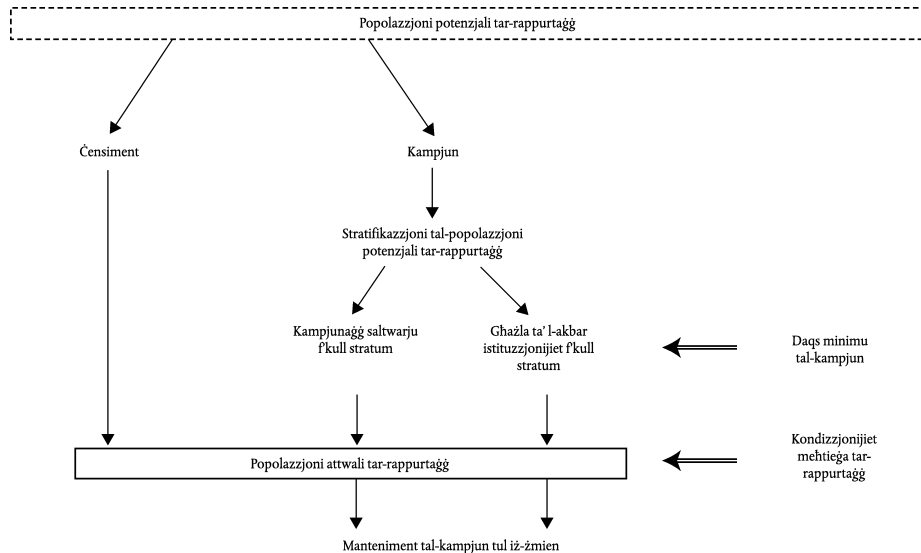 Popolazzjoni potenzjali tar-rappurtaġġ
Ċensiment
Kampjun
Stratifikazzjoni tal-popolazzjoni
potenzjali tar-rappurtaġġ
Kampjunaġġ saltwarju
f'kull stratum
Għażla ta' l-akbar
istituzzjonijiet f'kull
stratum
Daqs minimu
tal-kampjun
Popolazzjoni attwali tar-rappurtaġġ
Kondizzjonijiet
meħtieġa tar-
rappurtaġġ
Manteniment tal-kampjun tul iż-żmien